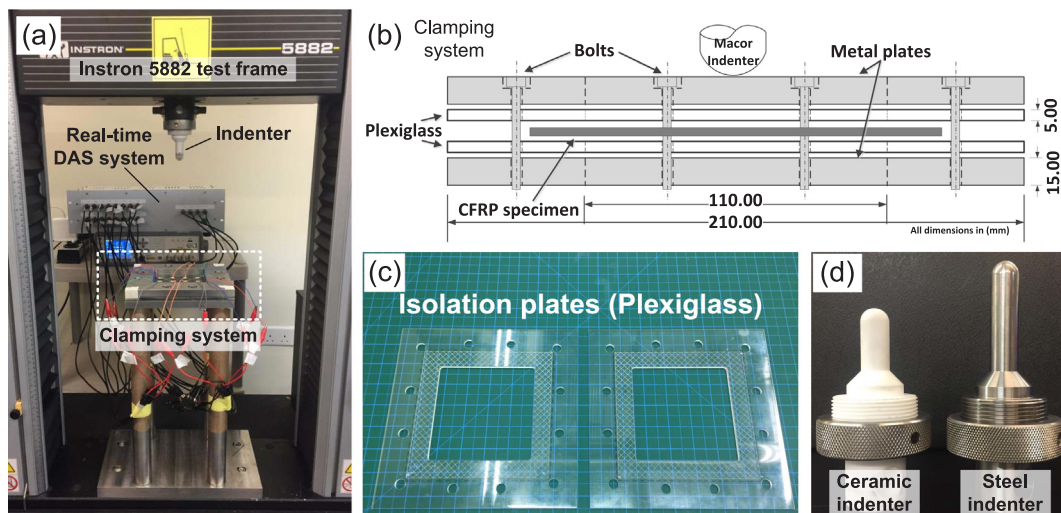 (a)
INSTRON
5882
Instron 5882 test frame
Indenter
Real-time
DAS system
Clamping system
(b)
Clamping
system
Bolts
Macor
Indenter
Metal plates
Plexiglass
CFRP specimen
5.00
15.00
110.00
210.00
All dimensions in (mm)
(c)
Isolation plates (Plexiglass)
(d)
Ceramic
indenter
Steel
indenter